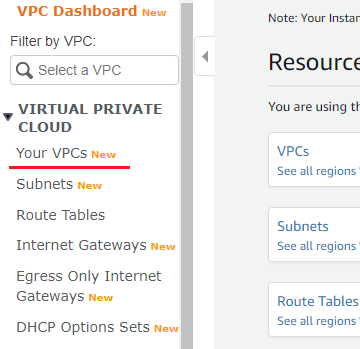 VPC Dashboard New
Filter by VPC:
Select a VPC
VIRTUAL PRIVATE
CLOUD
Your VPCs New
Subnets New
Route Tables
Internet Gateways New
Egress Only Internet
Gateways New
DHCP Options Sets New
Note: Your Instan
Resource
You are using th
VPCs
See all regions
Subnets
See all regions
Route Tables
See all regions